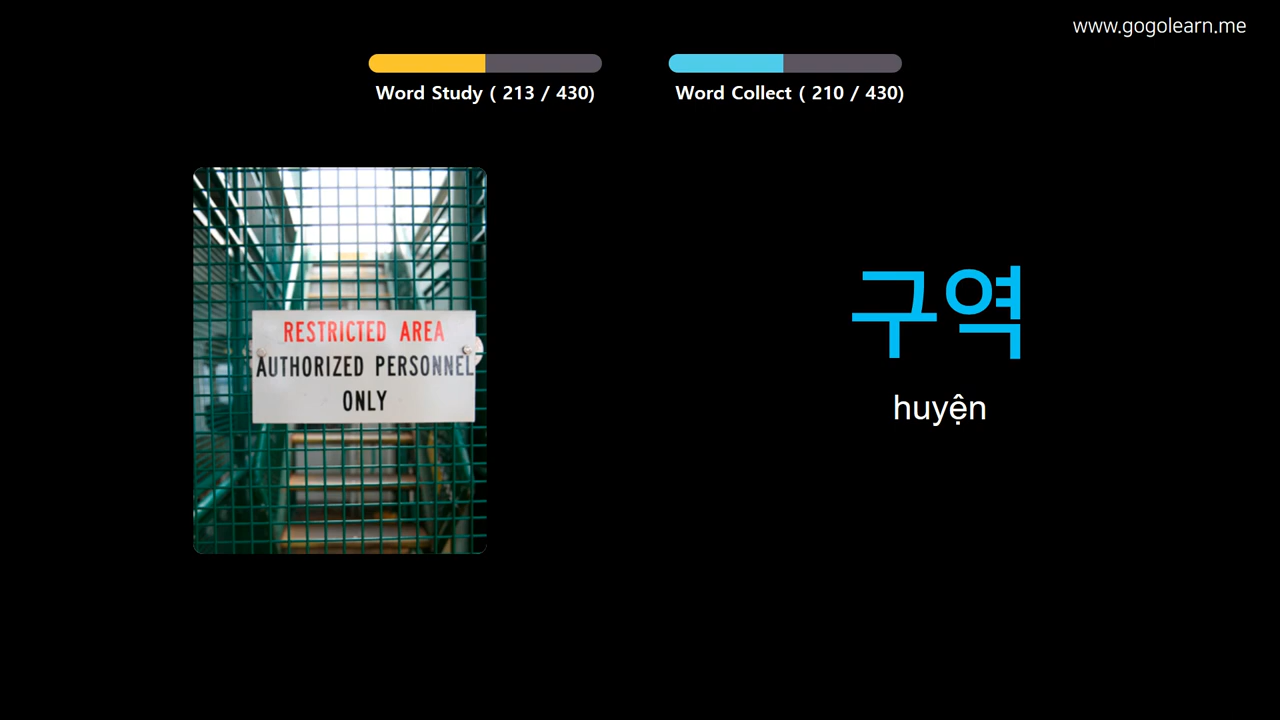 www.gogolearn.me
Word Study ( 213 / 430)
Word Collect ( 210 / 430)
RESTRICTED AREA
AUTHORIZED PERSONNEL
ONLY
구역
huyện